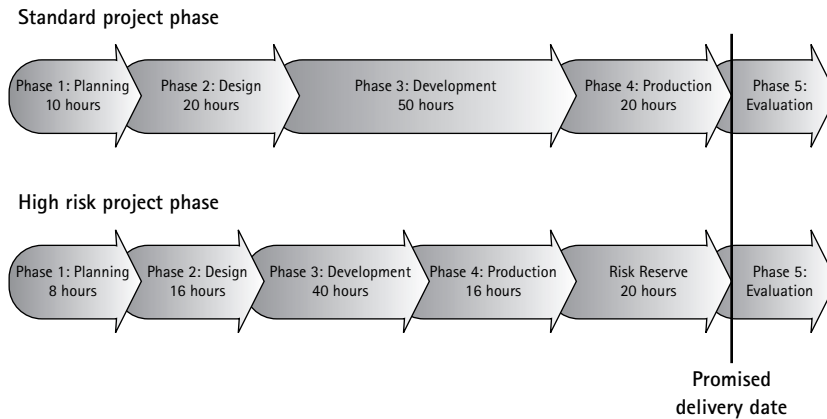 Standard project phase
Phase 1: Planning
10 hours
Phase 2: Design
20 hours
Phase 3: Development
50 hours
Phase 4: Production
20 hours
Phase 5:
Evaluation
High risk project phase
Phase 1: Planning
8 hours
Phase 2: Design
16 hours
Phase 3: Development
40 hours
Phase 4: Production
16 hours
Risk Reserve
20 hours
Phase 5:
Evaluation
Promised
delivery date